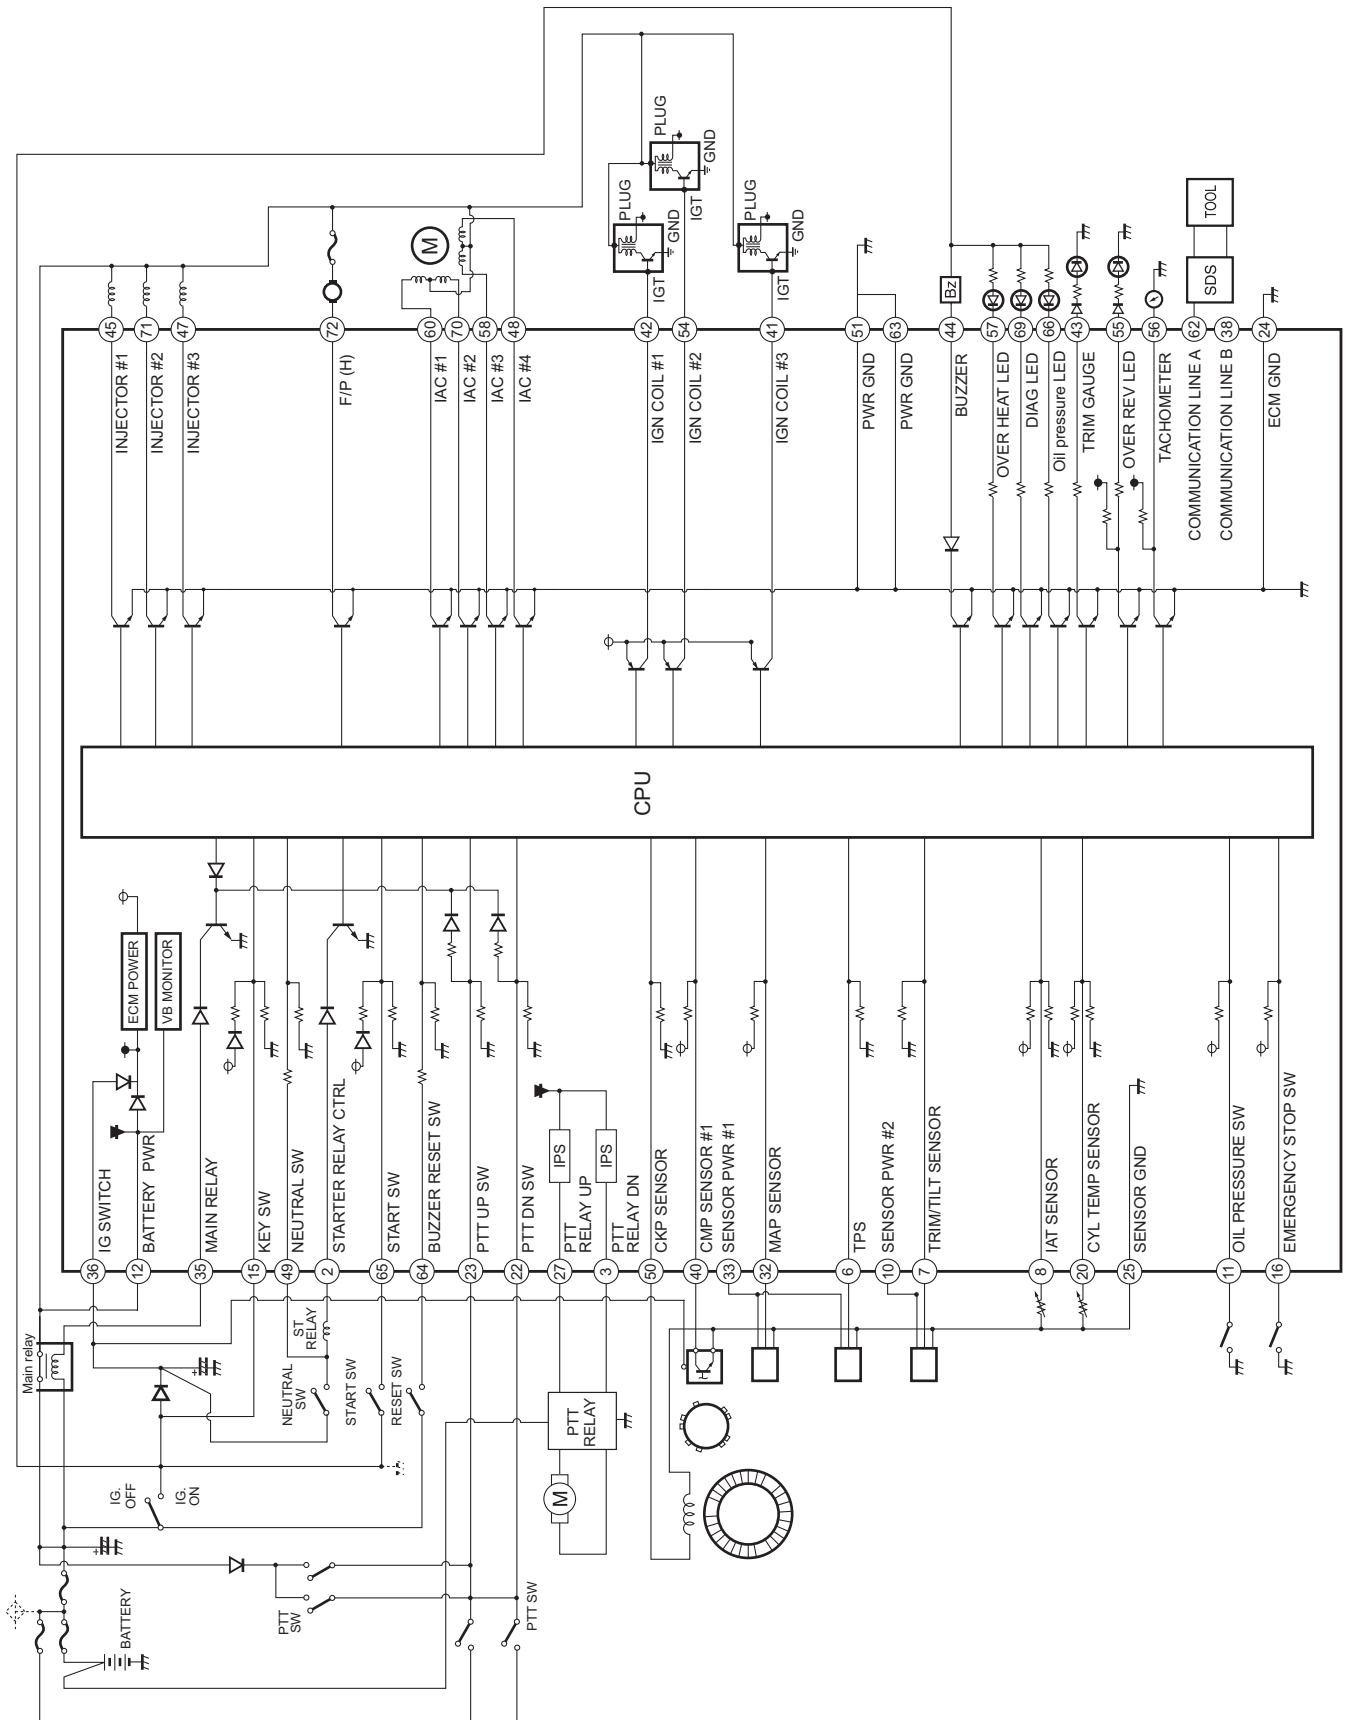 PLUG
GND
IGT
PLUG
GND
IGT
PLUG
GND
IGT
M
Bz
TOOL
SDS
45
71
47
72
60
70
58
48
42
54
41
51
63
44
57
69
66
43
55
56
62
38
24
INJECTOR #1
INJECTOR #2
INJECTOR #3
F/P (H)
IAC #1
IAC #2
IAC #3
IAC #4
IGN COIL #1
IGN COIL #2
IGN COIL #3
PWR GND
PWR GND
BUZZER
OVER HEAT LED
DIAG LED
Oil pressure LED
TRIM GAUGE
OVER REV LED
TACHOMETER
COMMUNICATION LINE A
COMMUNICATION LINE B
ECM GND
CPU
ECM POWER
VB MONITOR
IPS
IPS
IG SWITCH
BATTERY PWR
MAIN RELAY
KEY SW
NEUTRAL SW
STARTER RELAY CTRL
START SW
BUZZER RESET SW
PTT UP SW
PTT DN SW
PTT
RELAY UP
PTT
RELAY DN
CKP SENSOR
CMP SENSOR #1
SENSOR PWR #1
MAP SENSOR
TPS
SENSOR PWR #2
TRIM/TILT SENSOR
IAT SENSOR
CYL TEMP SENSOR
SENSOR GND
OIL PRESSURE SW
EMERGENCY STOP SW
36
12
35
15
49
2
65
64
23
22
27
3
50
40
33
32
6
10
7
8
20
25
11
16
Main relay
+
ST
RELAY
NEUTRAL
SW
START SW
RESET SW
PTT
RELAY
M
IG.
OFF
IG.
ON
+
PTT
SW
PTT SW
BATTERY